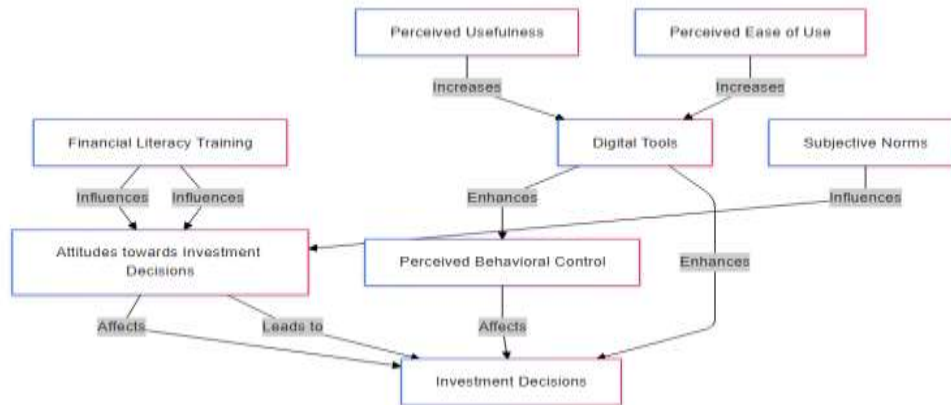 Perceived Usefulness
Perceived Ease of Use
Increases
Increases
Financial Literacy Training
Digital Tools
Subjective Norms
Influences
Influences
Enhances
Influences
Attitudes towards Investment
Decisions
Perceived Behavioral Control
Enhances
Affects
Leads to
Affects
Investment Decisions